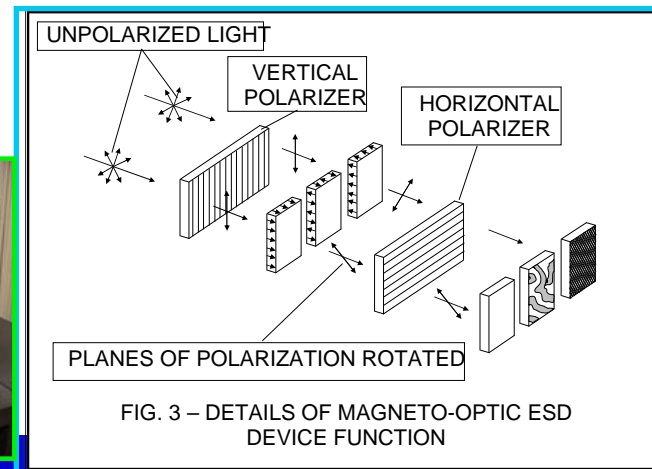 UNPOLARIZED LIGHT
VERTICAL
POLARIZER
HORIZONTAL
POLARIZER
PLANES OF POLARIZATION ROTATED
FIG. 3 – DETAILS OF MAGNETO-OPTIC ESD
DEVICE FUNCTION